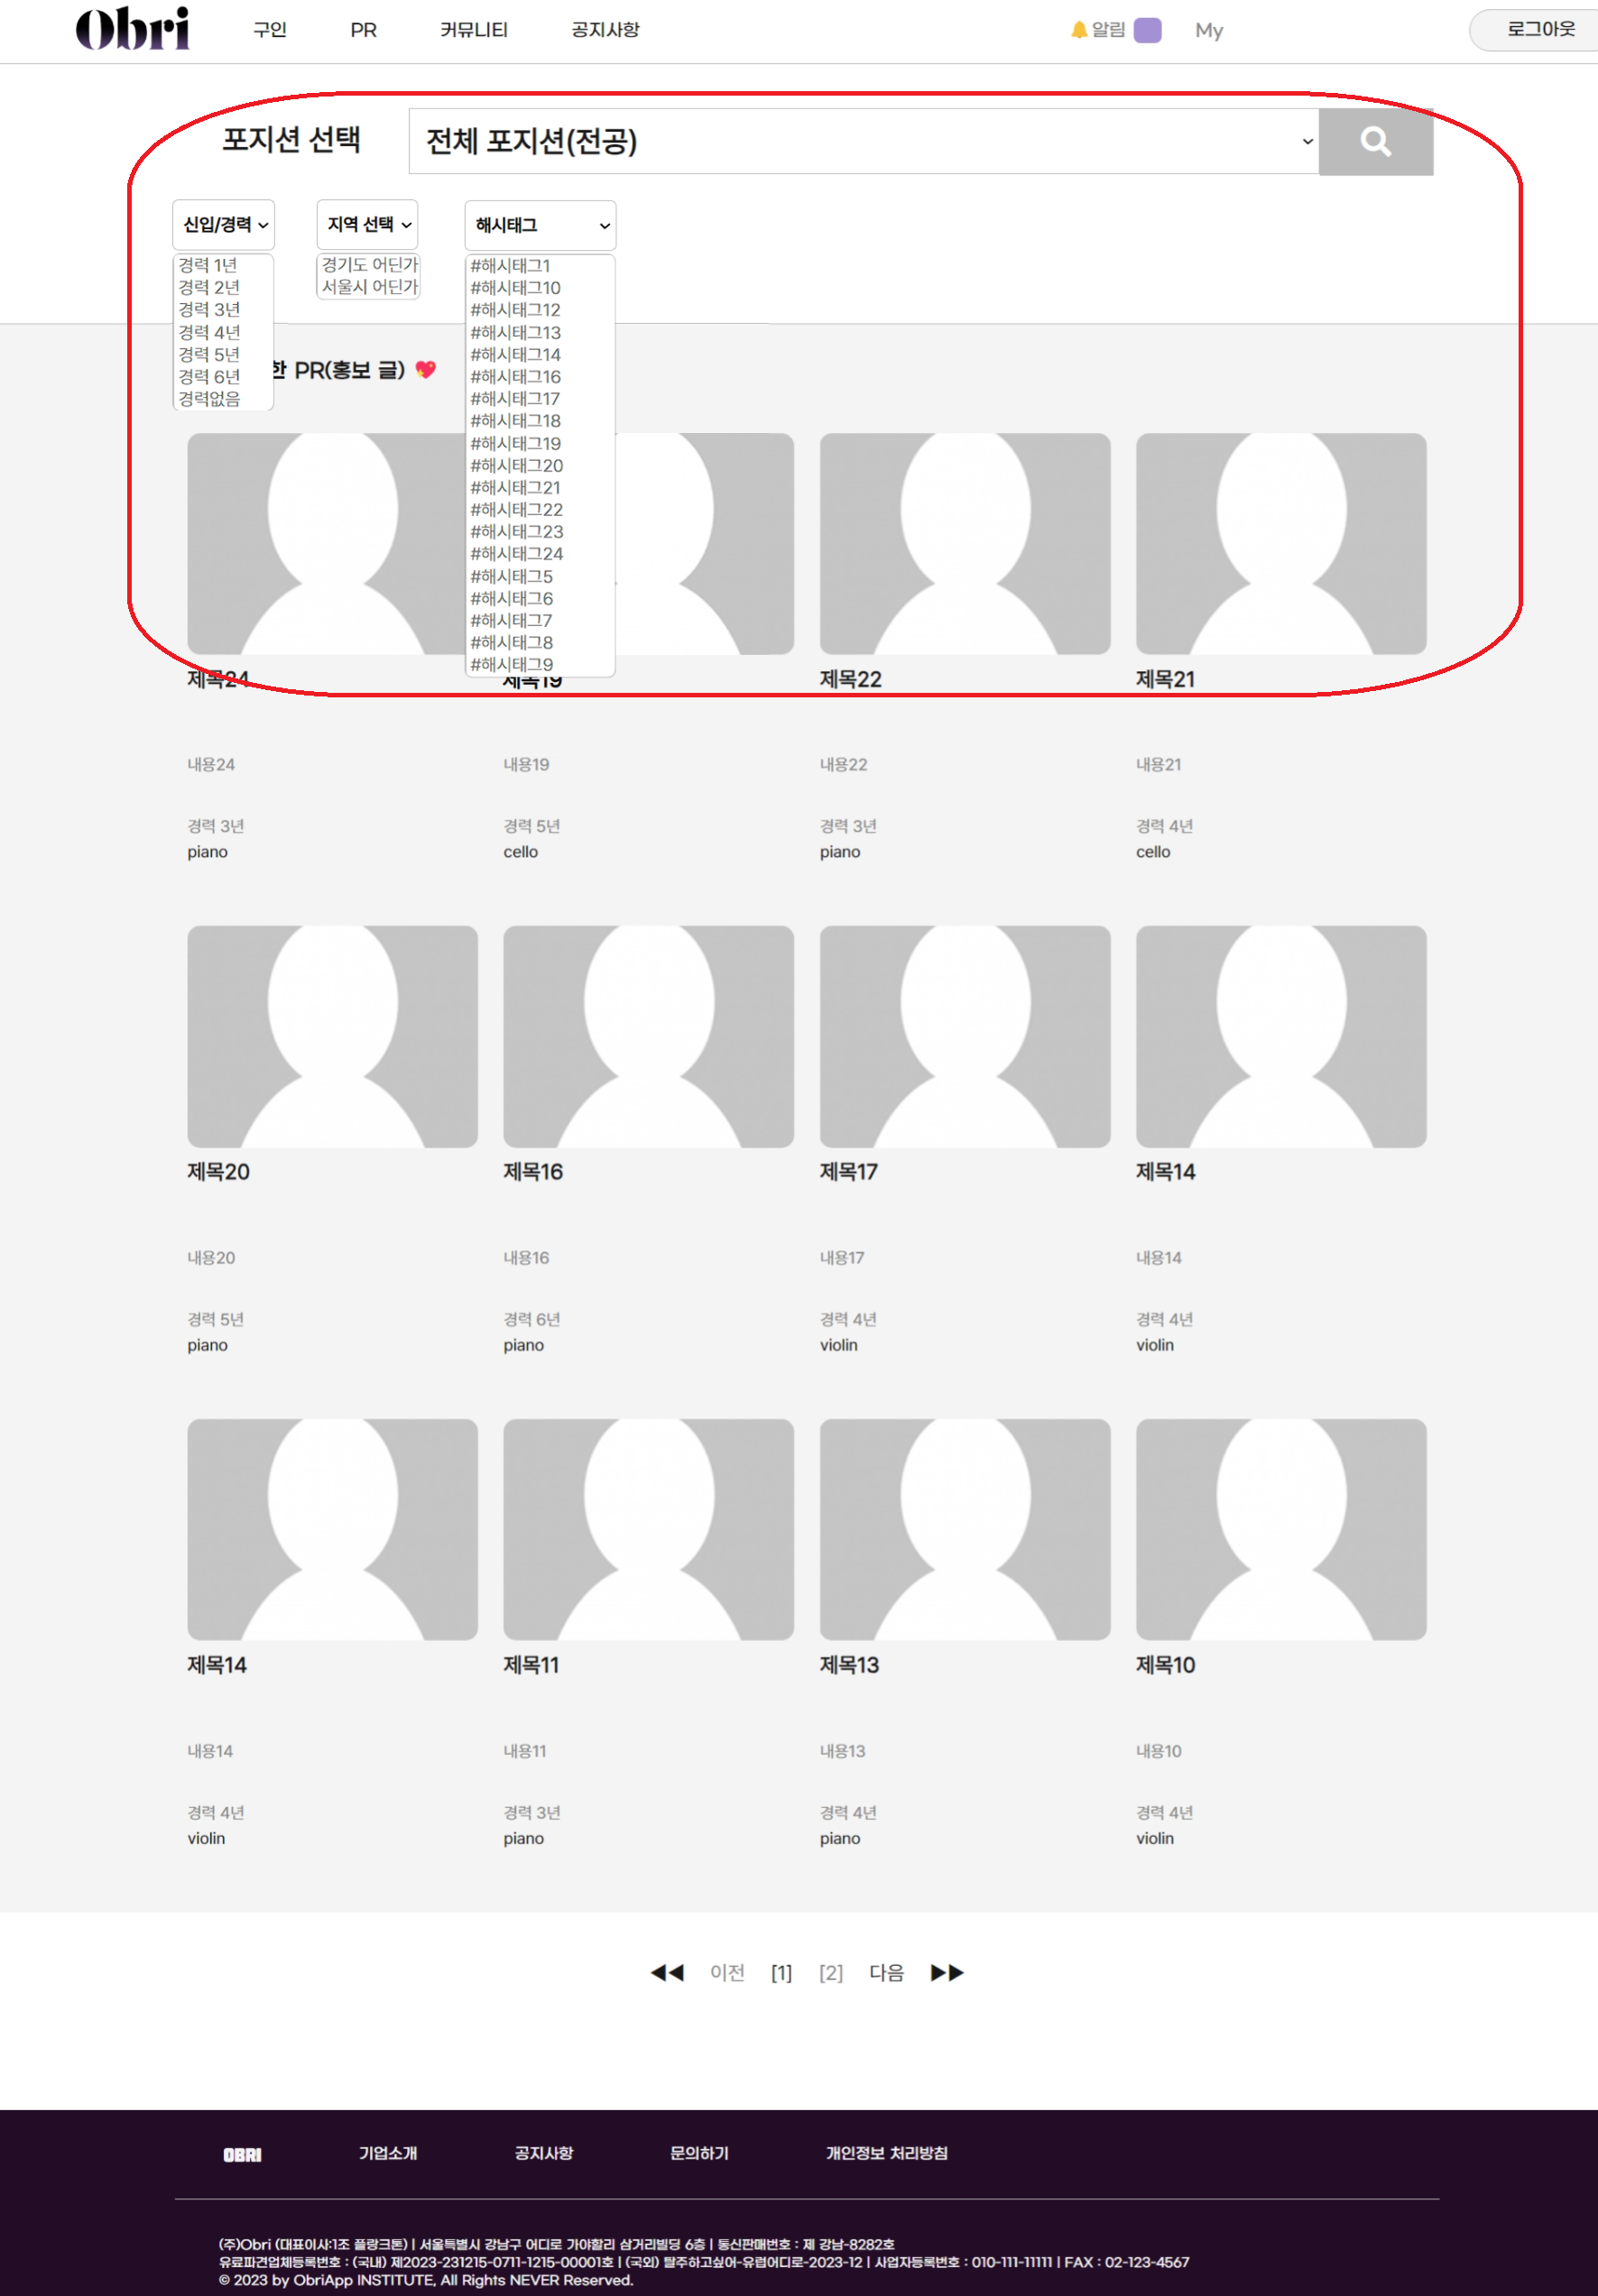 Obri 구인 PR 커뮤니티 공지사항 🔔알림 My 로그아웃
포지션 선택 전체 포지션(전공)
신입/경력 지역 선택 해시태그
경력 1년
경력 2년
경력 3년
경력 4년
경력 5년
경력 6년
경력없음
경기도 어딘가
서울시 어딘가
#해시태그1
#해시태그10
#해시태그12
#해시태그13
#해시태그14
#해시태그16
#해시태그17
#해시태그18
#해시태그19
#해시태그20
#해시태그21
#해시태그22
#해시태그23
#해시태그24
#해시태그5
#해시태그6
#해시태그7
#해시태그8
#해시태그9
한 PR(홍보 글) 💖
제목24 제목19 제목22 제목21
내용24 내용19 내용22 내용21
경력 3년 경력 5년 경력 3년 경력 4년
piano cello piano cello
제목20 제목16 제목17 제목14
내용20 내용16 내용17 내용14
경력 5년 경력 6년 경력 4년 경력 4년
piano piano violin violin
제목14 제목11 제목13 제목10
내용14 내용11 내용13 내용10
경력 4년 경력 3년 경력 4년 경력 4년
violin piano piano violin
◀◀ 이전 [1] [2] 다음 ▶▶
OBRI 기업소개 공지사항 문의하기 개인정보 처리방침
(주)Obri (대표이사:1조 플랑크톤) | 서울특별시 강남구 어디로 가야할리 삼거리빌딩 6층 | 통신판매번호 : 제 강남-8282호
유료파견업체등록번호 : (국내) 제2023-231215-0711-1215-00001호 | (국외) 탈주하고싶어-유럽어디로-2023-12 | 사업자등록번호 : 010-111-11111 | FAX : 02-123-4567
© 2023 by ObriApp INSTITUTE, All Rights NEVER Reserved.